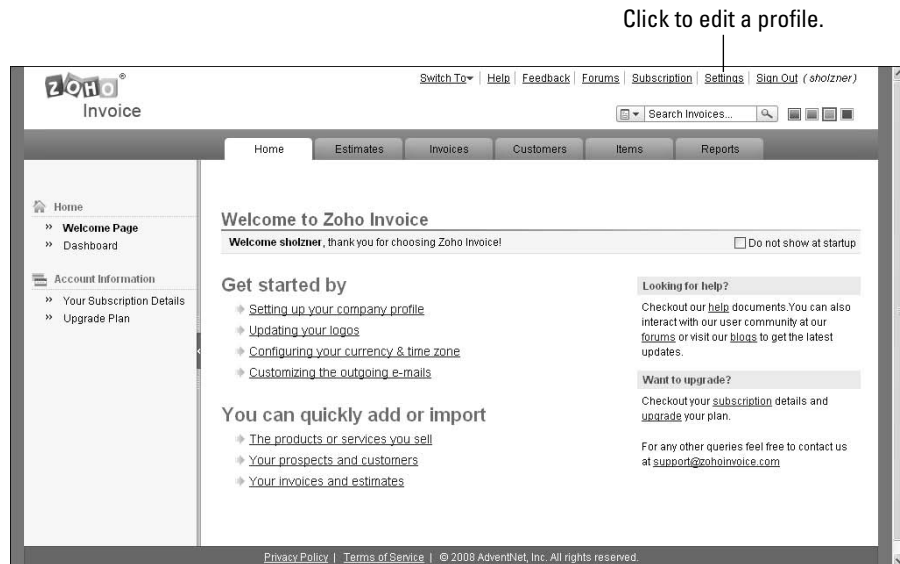 Click to edit a profile.
ZOHO®
Invoice
Switch To | Help | Feedback | Forums | Subscription | Settings | Sign Out (sholzner)
Search Invoices...
Home Estimates Invoices Customers Items Reports
Home
» Welcome Page
» Dashboard
Account Information
» Your Subscription Details
» Upgrade Plan
Welcome to Zoho Invoice
Welcome sholzner, thank you for choosing Zoho Invoice!
Do not show at startup
Get started by
Setting up your company profile
Updating your logos
Configuring your currency & time zone
Customizing the outgoing e-mails
You can quickly add or import
The products or services you sell
Your prospects and customers
Your invoices and estimates
Looking for help?
Checkout our help documents.You can also
interact with our user community at our
forums or visit our blogs to get the latest
updates.
Want to upgrade?
Checkout your subscription details and
upgrade your plan.
For any other queries feel free to contact us
at support@zohoinvoice.com
Privacy Policy | Terms of Service | © 2008 AdventNet, Inc. All rights reserved.